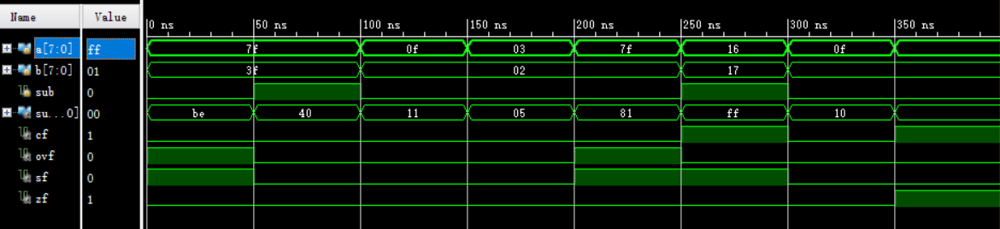 Name Value
0 ns 50 ns 100 ns 150 ns 200 ns 250 ns 300 ns 350 ns
a[7:0] ff 7f 0f 03 7f 16 0f
b[7:0] 01 3f 02 17
sub 0
su...0] 00 be 40 11 05 81 ff 10
cf 1
ovf 0
sf 0
zf 1